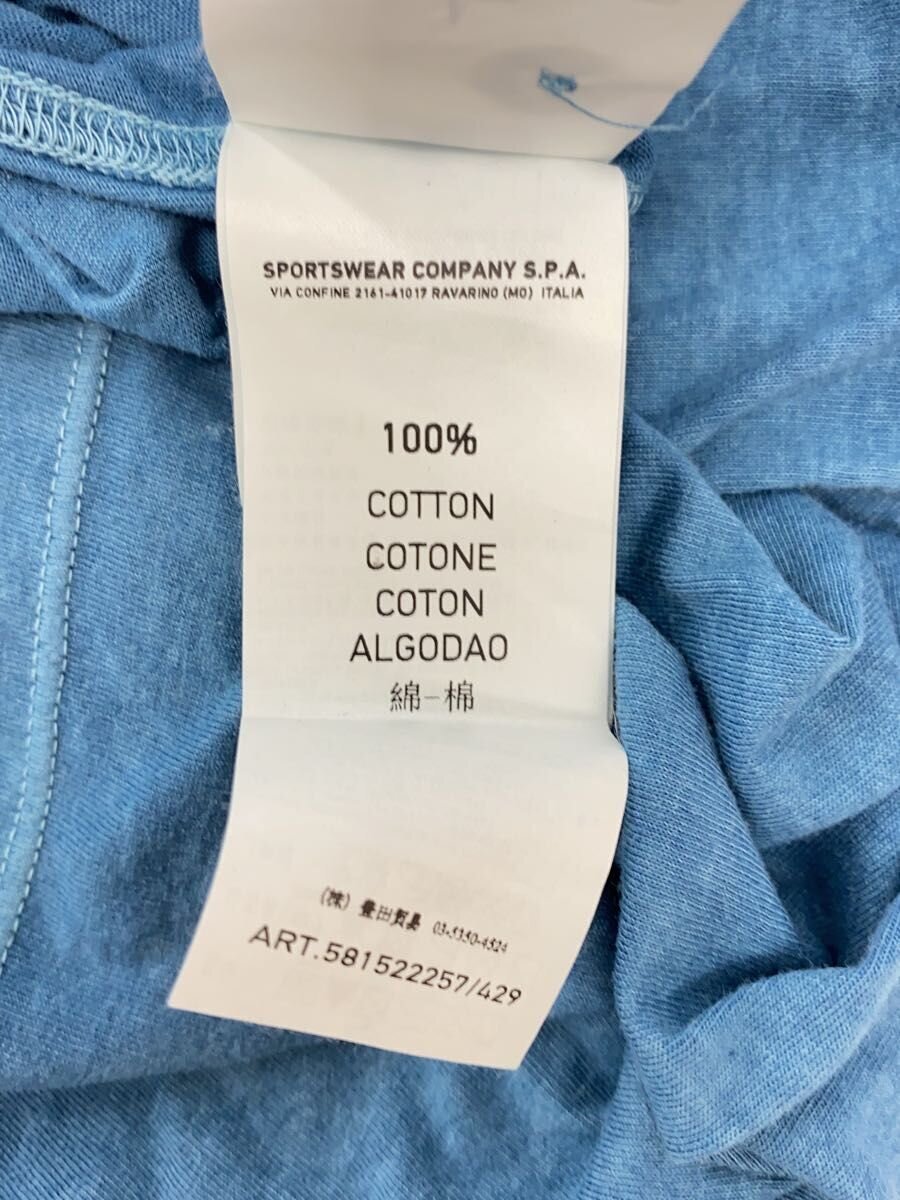 SPORTSWEAR COMPANY S.P.A.
VIA CONFINE 2161-41017 RAVARINO (MO) ITALIA
100%
COTTON
COTONE
COTON
ALGODAO
綿-棉
(株) 豊田貿易 03-5350-4524
ART.581522257/429